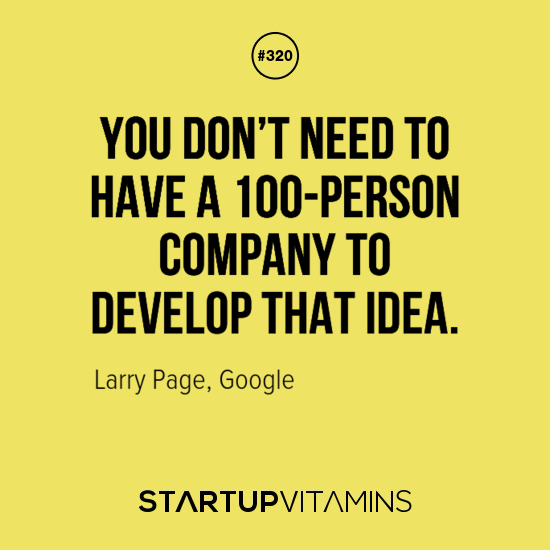 #320
YOU DON’T NEED TO
HAVE A 100-PERSON
COMPANY TO
DEVELOP THAT IDEA.
Larry Page, Google
STARTUPVITAMINS